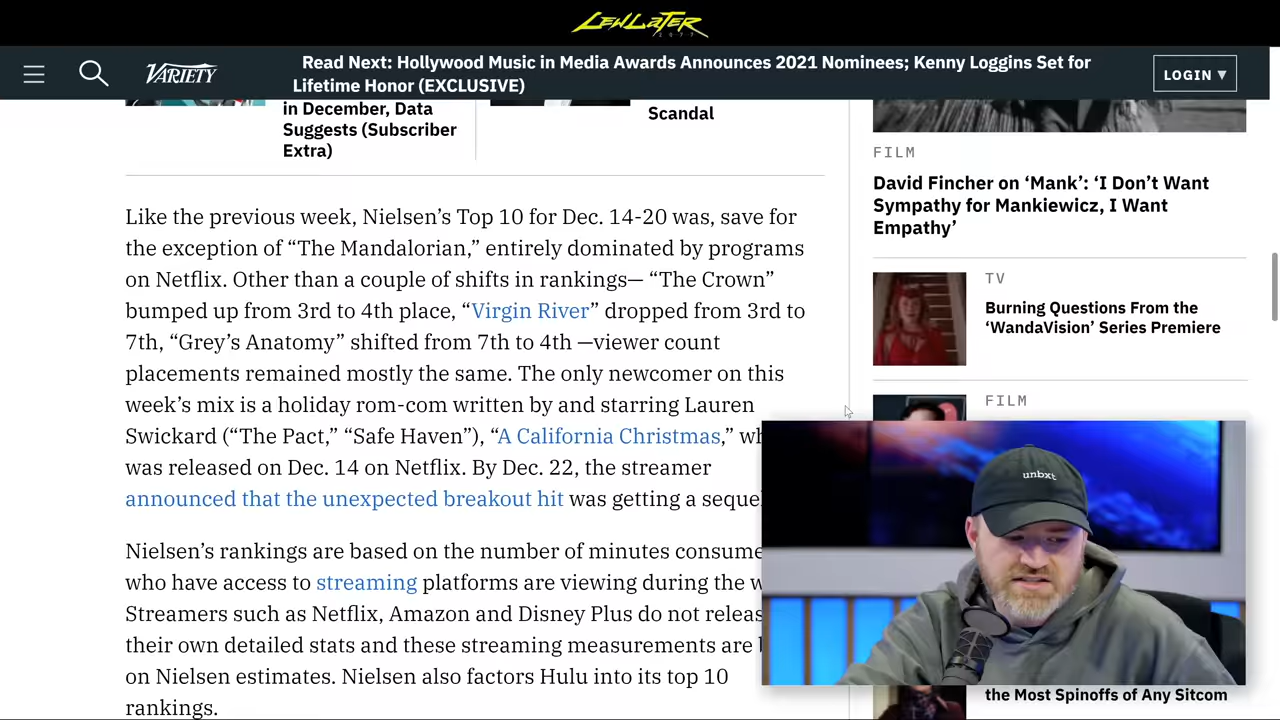 LEWLATER
2077
VARIETY
Read Next: Hollywood Music in Media Awards Announces 2021 Nominees; Kenny Loggins Set for
Lifetime Honor (EXCLUSIVE)
LOGIN ▾
in December, Data
Suggests (Subscriber
Extra)
Scandal
Like the previous week, Nielsen’s Top 10 for Dec. 14-20 was, save for
the exception of “The Mandalorian,” entirely dominated by programs
on Netflix. Other than a couple of shifts in rankings— “The Crown”
bumped up from 3rd to 4th place, “Virgin River” dropped from 3rd to
7th, “Grey’s Anatomy” shifted from 7th to 4th —viewer count
placements remained mostly the same. The only newcomer on this
week’s mix is a holiday rom-com written by and starring Lauren
Swickard (“The Pact,” “Safe Haven”), “A California Christmas,”
was released on Dec. 14 on Netflix. By Dec. 22, the streamer
announced that the unexpected breakout hit was getting a
Nielsen’s rankings are based on the number of minutes
who have access to streaming platforms are viewing during the
Streamers such as Netflix, Amazon and Disney Plus do not
their own detailed stats and these streaming measurements are
on Nielsen estimates. Nielsen also factors Hulu into its top 10
rankings.
FILM
David Fincher on ‘Mank’: ‘I Don’t Want
Sympathy for Mankiewicz, I Want
Empathy’
TV
Burning Questions From the
‘WandaVision’ Series Premiere
FILM
unbxt
the Most Spinoffs of Any Sitcom